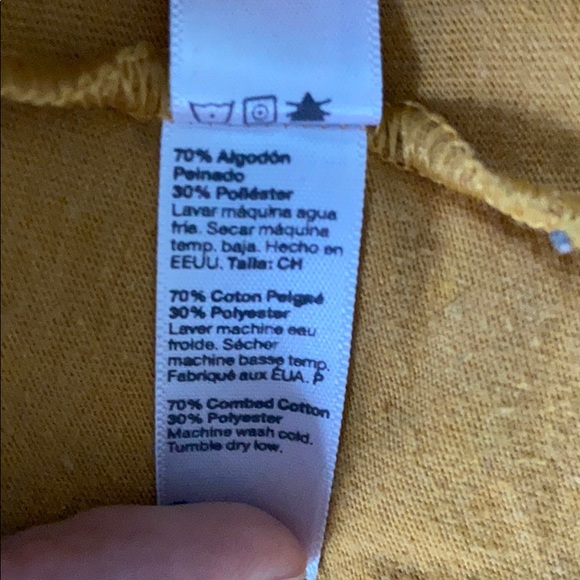 70% Algodón
Peinado
30% Poliéster
Lavar máquina agua
fría. Secar máquina
temp. baja. Hecho en
EEUU. Talla: CH
70% Coton Peigné
30% Polyester
Laver machine eau
froide. Sécher
machine basse temp.
Fabriqué aux ÉUA. P
70% Combed Cotton
30% Polyester
Machine wash cold.
Tumble dry low.